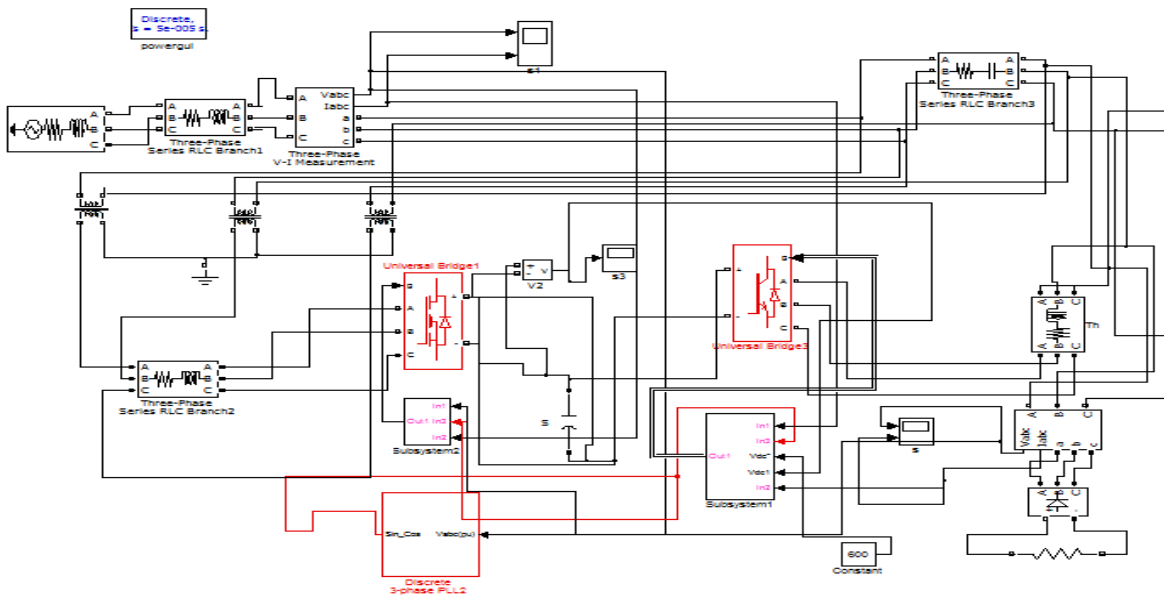 Discrete,
s = 5e-005 s.
powergui
s1
A
B
C
A
B
C
A
B
C
Three-Phase
Series RLC Branch1
A
B
C
Vabc
Iabc
a
b
c
Three-Phase
V-I Measurement
A
B
C
A
B
C
Three-Phase
Series RLC Branch3
Universal Bridge1
g
A
B
C
+
-
+
-
v
V2
s3
g
A
B
C
+
-
Universal Bridge3
A
B
C
A
B
C
Th
A
B
C
A
B
C
Three-Phase
Series RLC Branch2
In1
Out1
In3
In2
Subsystem2
S
In1
In3
Vdc*
Out1
Vdc1
In2
Subsystem1
s
A
B
C
Vabc
Iabc
a
b
c
A
B
C
+
-
Sin_Cos
Vabc(pu)
Discrete
3-phase PLL2
600
Constant